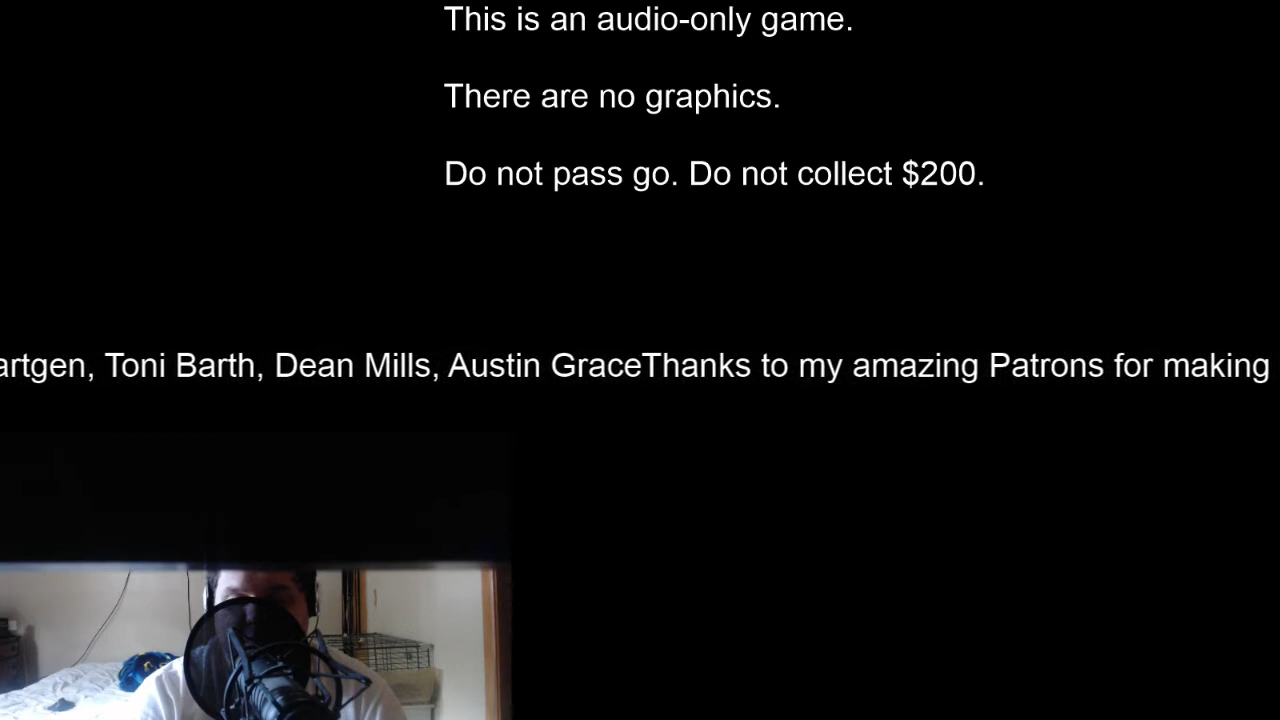 This is an audio-only game.
There are no graphics.
Do not pass go. Do not collect $200.
artgen, Toni Barth, Dean Mills, Austin GraceThanks to my amazing Patrons for making